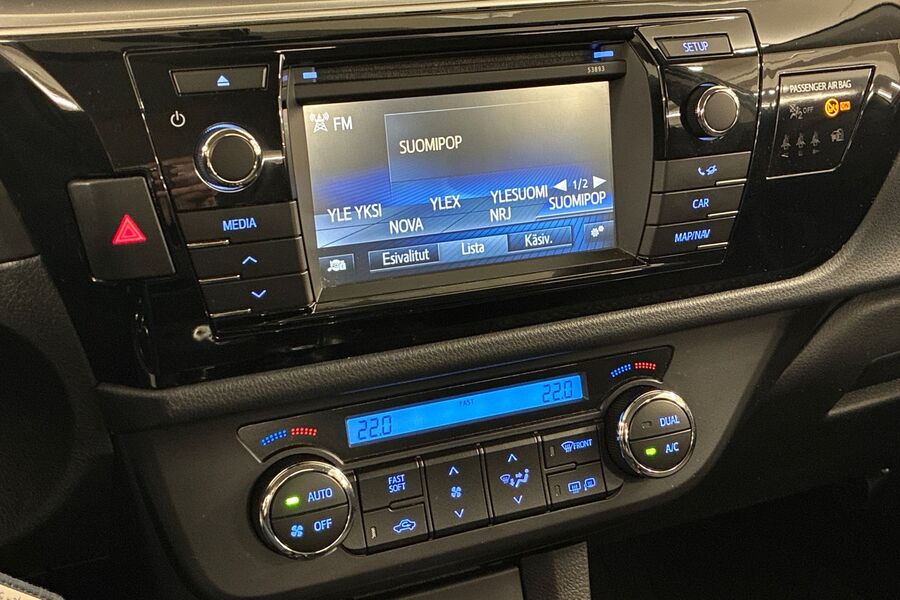 53893
SETUP
PASSENGER AIR BAG
OFF
ON
FM
SUOMIPOP
YLE YKSI
YLEX
YLESUOMI
1/2
NOVA
NRJ
SUOMIPOP
Esivalitut
Lista
Käsiv.
MEDIA
CAR
MAP/NAV
22.0
FAST
22.0
AUTO
OFF
FAST
SOFT
FRONT
DUAL
A/C